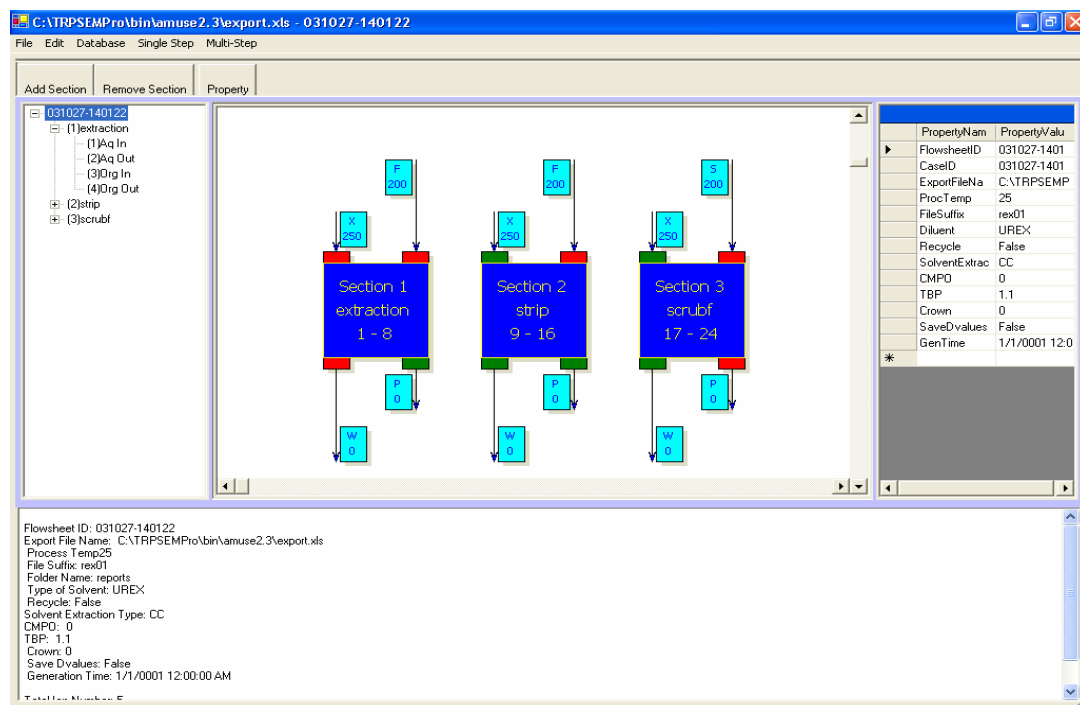 C:\TRPSEMPro\bin\amuse2.3\export.xls - 031027-140122
File Edit Database Single Step Multi-Step
Add Section Remove Section Property
031027-140122
(1)extraction
(1)Aq In
(2)Aq Out
(3)Org In
(4)Org Out
(2)strip
(3)scrubf
F
200
X
250
Section 1
extraction
1 - 8
P
0
W
0
F
200
X
250
Section 2
strip
9 - 16
P
0
W
0
S
200
X
250
Section 3
scrubf
17 - 24
P
0
W
0
PropertyNam PropertyValu
FlowsheetID 031027-1401
CaseID 031027-1401
ExportFileNa C:\TRPSEMP
ProcTemp 25
FileSuffix rex01
Diluent UREX
Recycle False
SolventExtrac CC
CMPO 0
TBP 1.1
Crown 0
SaveDvalues False
GenTime 1/1/0001 12:0
Flowsheet ID: 031027-140122
Export File Name: C:\TRPSEMPro\bin\amuse2.3\export.xls
Process Temp25
File Suffix: rex01
Folder Name: reports
Type of Solvent: UREX
Recycle: False
Solvent Extraction Type: CC
CMPO: 0
TBP: 1.1
Crown: 0
Save Dvalues: False
Generation Time: 1/1/0001 12:00:00 AM